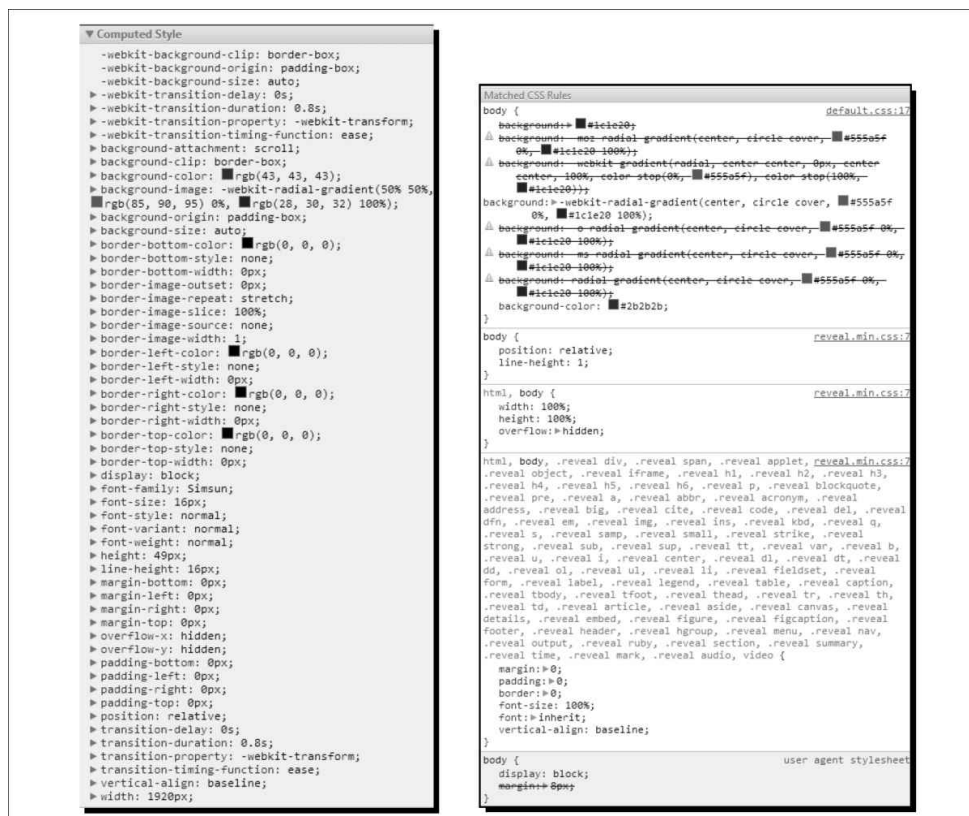 ▼ Computed Style
-webkit-background-clip: border-box;
-webkit-background-origin: padding-box;
-webkit-background-size: auto;
▶ -webkit-transition-delay: 0s;
▶ -webkit-transition-duration: 0.8s;
▶ -webkit-transition-property: -webkit-transform;
▶ -webkit-transition-timing-function: ease;
▶ background-attachment: scroll;
▶ background-clip: border-box;
▶ background-color: rgb(43, 43, 43);
▶ background-image: -webkit-radial-gradient(50% 50%,
rgb(85, 90, 95) 0%, rgb(28, 30, 32) 100%);
▶ background-origin: padding-box;
▶ background-size: auto;
▶ border-bottom-color: rgb(0, 0, 0);
▶ border-bottom-style: none;
▶ border-bottom-width: 0px;
▶ border-image-outset: 0px;
▶ border-image-repeat: stretch;
▶ border-image-slice: 100%;
▶ border-image-source: none;
▶ border-image-width: 1;
▶ border-left-color: rgb(0, 0, 0);
▶ border-left-style: none;
▶ border-left-width: 0px;
▶ border-right-color: rgb(0, 0, 0);
▶ border-right-style: none;
▶ border-right-width: 0px;
▶ border-top-color: rgb(0, 0, 0);
▶ border-top-style: none;
▶ border-top-width: 0px;
▶ display: block;
▶ font-family: Simsun;
▶ font-size: 16px;
▶ font-style: normal;
▶ font-variant: normal;
▶ font-weight: normal;
▶ height: 49px;
▶ line-height: 16px;
▶ margin-bottom: 0px;
▶ margin-left: 0px;
▶ margin-right: 0px;
▶ margin-top: 0px;
▶ overflow-x: hidden;
▶ overflow-y: hidden;
▶ padding-bottom: 0px;
▶ padding-left: 0px;
▶ padding-right: 0px;
▶ padding-top: 0px;
▶ position: relative;
▶ transition-delay: 0s;
▶ transition-duration: 0.8s;
▶ transition-property: -webkit-transform;
▶ transition-timing-function: ease;
▶ vertical-align: baseline;
▶ width: 1920px;
Matched CSS Rules
body { default.css:17
background:▶ #1c1e20;
background: -moz-radial-gradient(center, circle cover, #555a5f
0%, #1c1e20 100%);
background: -webkit-gradient(radial, center center, 0px, center
center, 100%, color-stop(0%, #555a5f), color-stop(100%,
#1c1e20));
background:▶-webkit-radial-gradient(center, circle cover, #555a5f
0%, #1c1e20 100%);
background: -o-radial-gradient(center, circle cover, #555a5f 0%,
#1c1e20 100%);
background: -ms-radial-gradient(center, circle cover, #555a5f 0%,
#1c1e20 100%);
background: radial-gradient(center, circle cover, #555a5f 0%,
#1c1e20 100%);
background-color: #2b2b2b;
}
body { reveal.min.css:7
position: relative;
line-height: 1;
}
html, body { reveal.min.css:7
width: 100%;
height: 100%;
overflow:▶hidden;
}
html, body, .reveal div, .reveal span, .reveal applet, reveal.min.css:7
.reveal object, .reveal iframe, .reveal h1, .reveal h2, .reveal h3,
.reveal h4, .reveal h5, .reveal h6, .reveal p, .reveal blockquote,
.reveal pre, .reveal a, .reveal abbr, .reveal acronym, .reveal
address, .reveal big, .reveal cite, .reveal code, .reveal del, .reveal
dfn, .reveal em, .reveal img, .reveal ins, .reveal kbd, .reveal q,
.reveal s, .reveal samp, .reveal small, .reveal strike, .reveal
strong, .reveal sub, .reveal sup, .reveal tt, .reveal var, .reveal b,
.reveal u, .reveal i, .reveal center, .reveal dl, .reveal dt, .reveal
dd, .reveal ol, .reveal ul, .reveal li, .reveal fieldset, .reveal
form, .reveal label, .reveal legend, .reveal table, .reveal caption,
.reveal tbody, .reveal tfoot, .reveal thead, .reveal tr, .reveal th,
.reveal td, .reveal article, .reveal aside, .reveal canvas, .reveal
details, .reveal embed, .reveal figure, .reveal figcaption, .reveal
footer, .reveal header, .reveal hgroup, .reveal menu, .reveal nav,
.reveal output, .reveal ruby, .reveal section, .reveal summary,
.reveal time, .reveal mark, .reveal audio, video {
margin:▶0;
padding:▶0;
border:▶0;
font-size: 100%;
font:▶inherit;
vertical-align: baseline;
}
body { user agent stylesheet
display: block;
margin:▶8px;
}